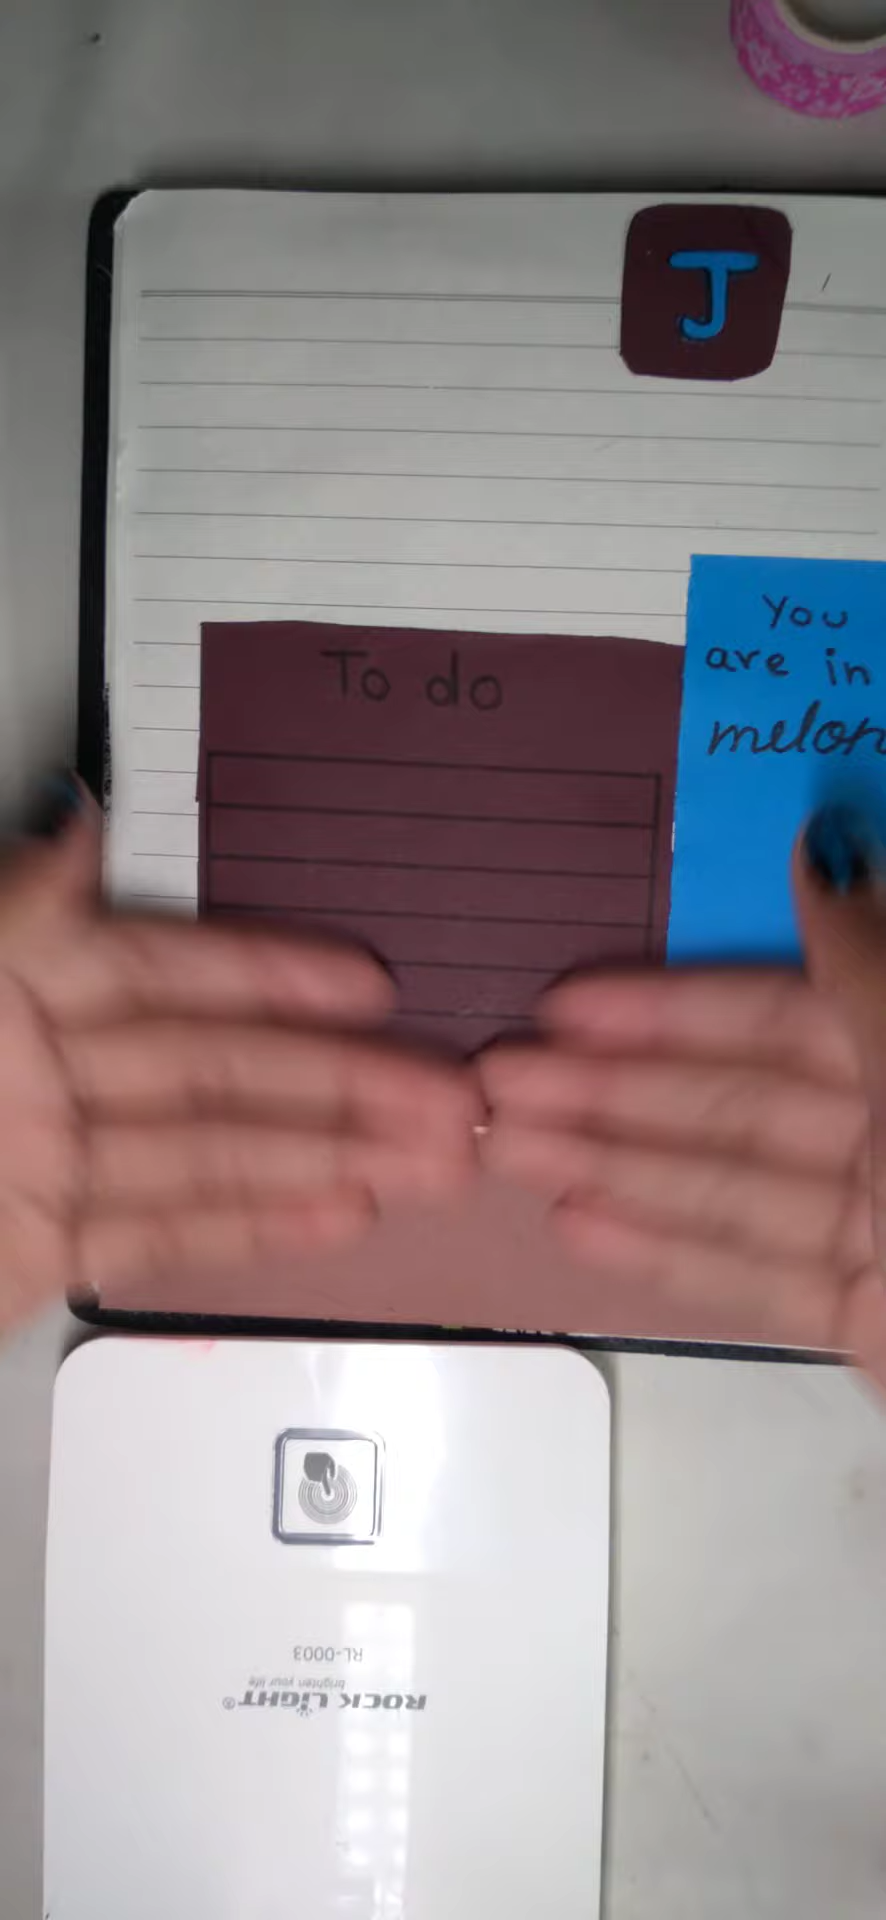 J
To do
You
are in
melon
RL-0003
brighten your life
ROCK LIGHT®